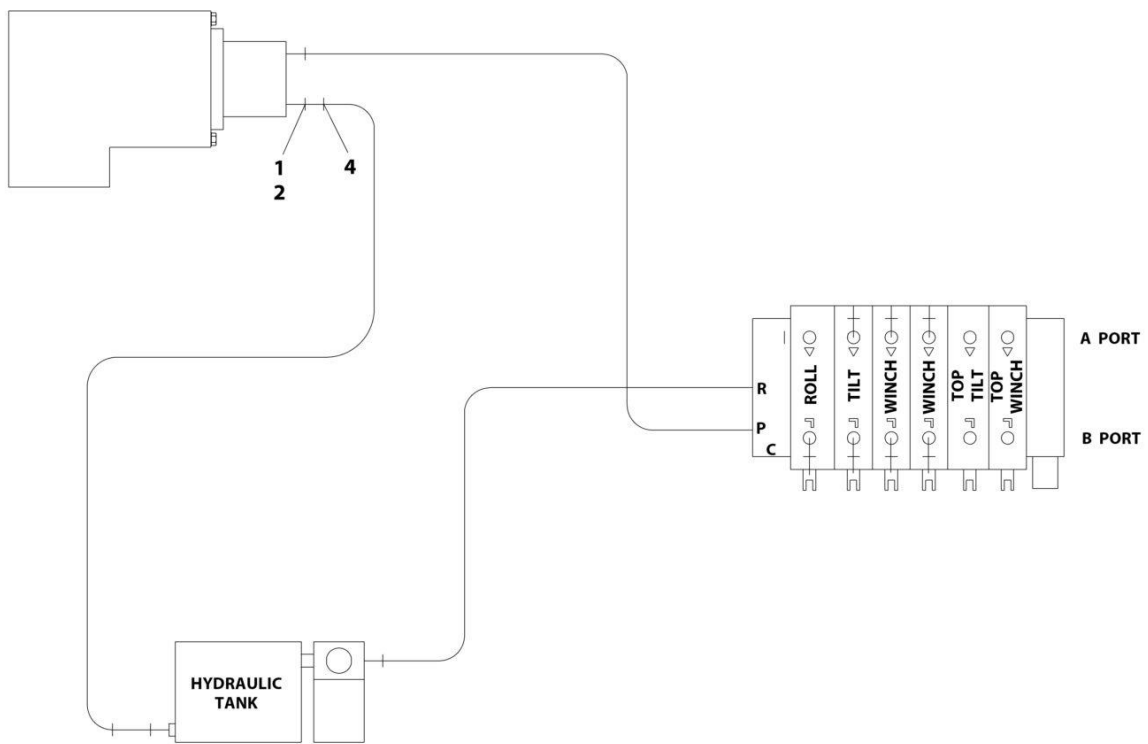 1
2
4
A PORT
R
ROLL
TILT
WINCH
WINCH
TOP
TILT
TOP
WINCH
P
C
B PORT
HYDRAULIC
TANK